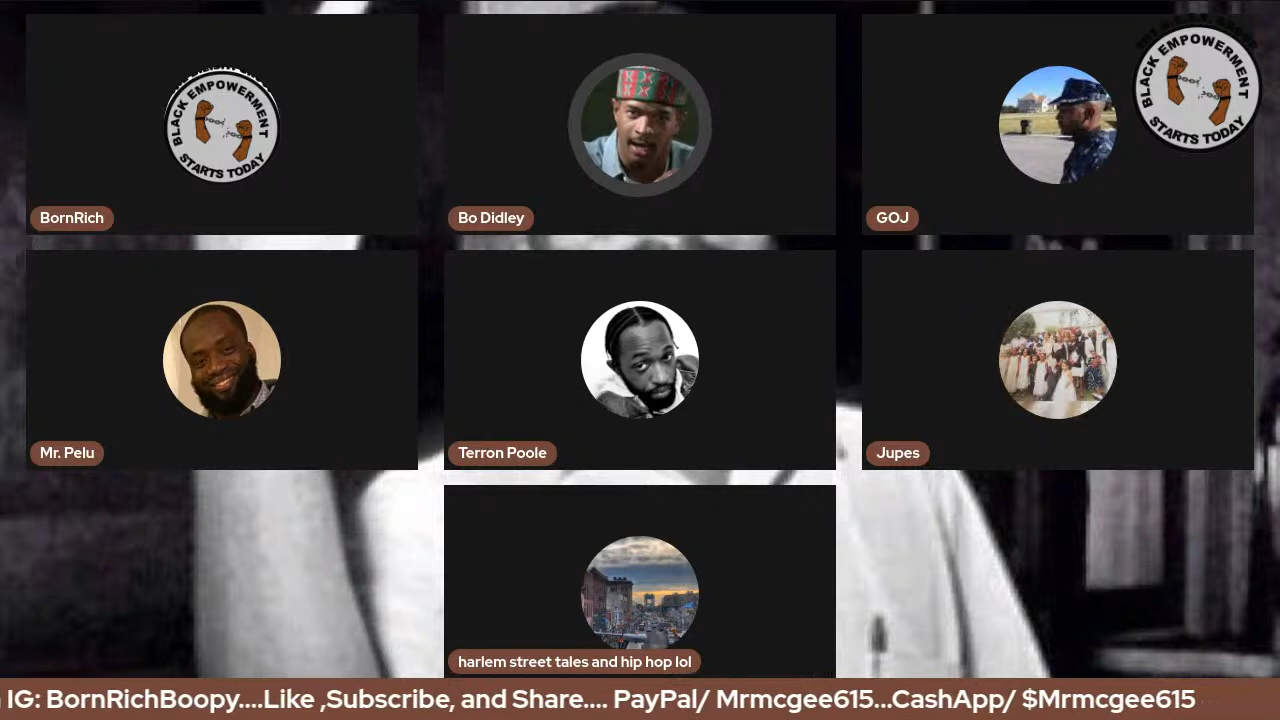 BLACK EMPOWERMENT
STARTS TODAY
BLACK EMPOWERMENT
STARTS TODAY
BornRich
Bo Didley
GOJ
Mr. Pelu
Terron Poole
Jupes
harlem street tales and hip hop lol
IG: BornRichBoopy....Like ,Subscribe, and Share.... PayPal/ Mrmcgee615...CashApp/ $Mrmcgee615